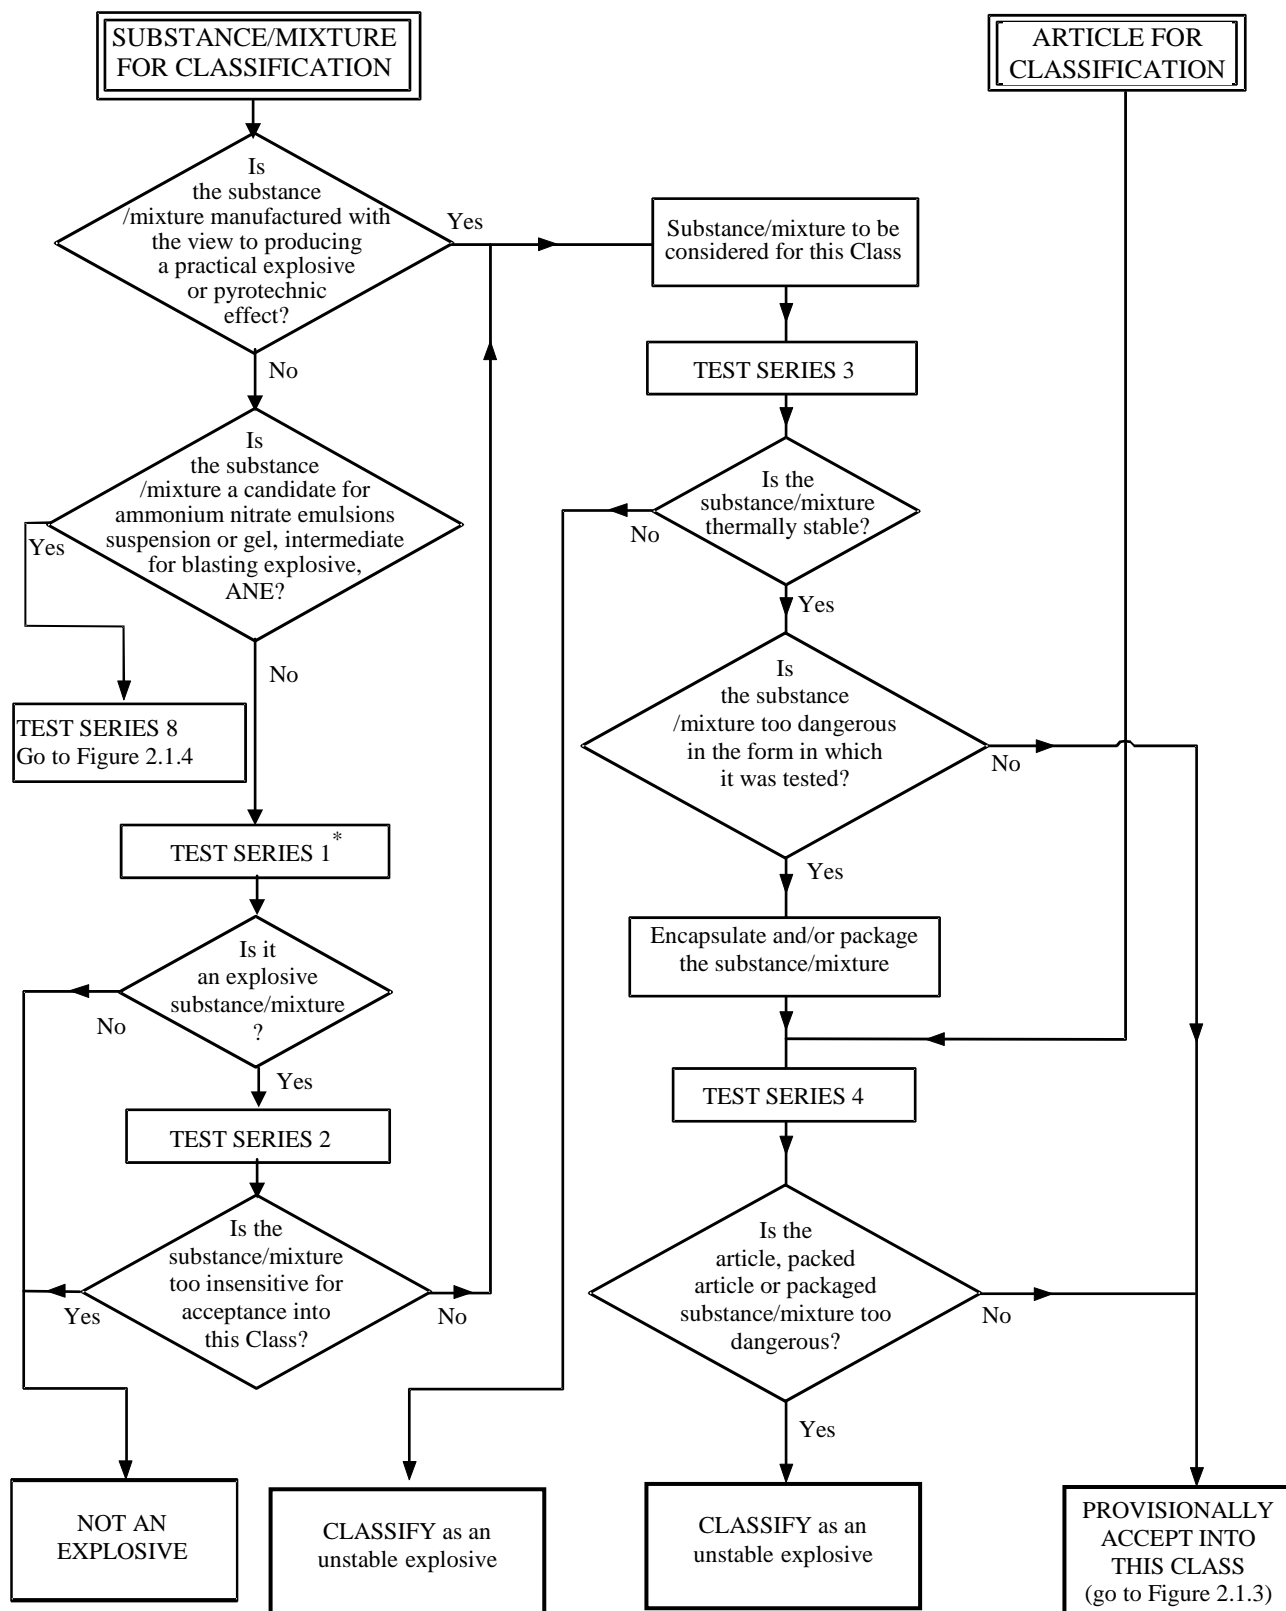 SUBSTANCE/MIXTURE
FOR CLASSIFICATION
ARTICLE FOR
CLASSIFICATION
Is
the substance
/mixture manufactured with
the view to producing
a practical explosive
or pyrotechnic
effect?
Yes
Substance/mixture to be
considered for this Class
No
TEST SERIES 3
Is
the substance
/mixture a candidate for
ammonium nitrate emulsions
suspension or gel, intermediate
for blasting explosive,
ANE?
Yes
No
Is the
substance/mixture
thermally stable?
No
Yes
TEST SERIES 8
Go to Figure 2.1.4
Is
the substance
/mixture too dangerous
in the form in which
it was tested?
No
Yes
TEST SERIES 1*
Is it
an explosive
substance/mixture
?
No
Yes
Encapsulate and/or package
the substance/mixture
TEST SERIES 2
TEST SERIES 4
Is the
substance/mixture
too insensitive for
acceptance into
this Class?
Yes
No
Is the
article, packed
article or packaged
substance/mixture too
dangerous?
No
Yes
NOT AN
EXPLOSIVE
CLASSIFY as an
unstable explosive
CLASSIFY as an
unstable explosive
PROVISIONALLY
ACCEPT INTO
THIS CLASS
(go to Figure 2.1.3)